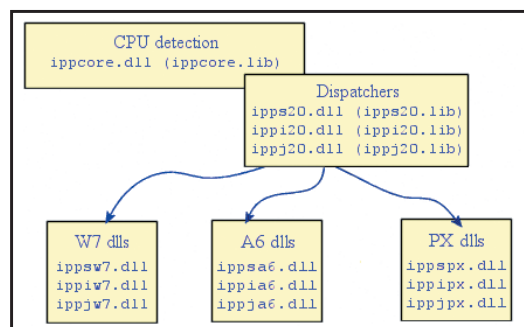 CPU detection
ippcore.dll (ippcore.lib)
Dispatchers
ipps20.dll (ipps20.lib)
ippi20.dll (ippi20.lib)
ippj20.dll (ippj20.lib)
W7 dlls
ippsw7.dll
ippiw7.dll
ippjw7.dll
A6 dlls
ippsa6.dll
ippia6.dll
ippja6.dll
PX dlls
ippspx.dll
ippipx.dll
ippjpx.dll